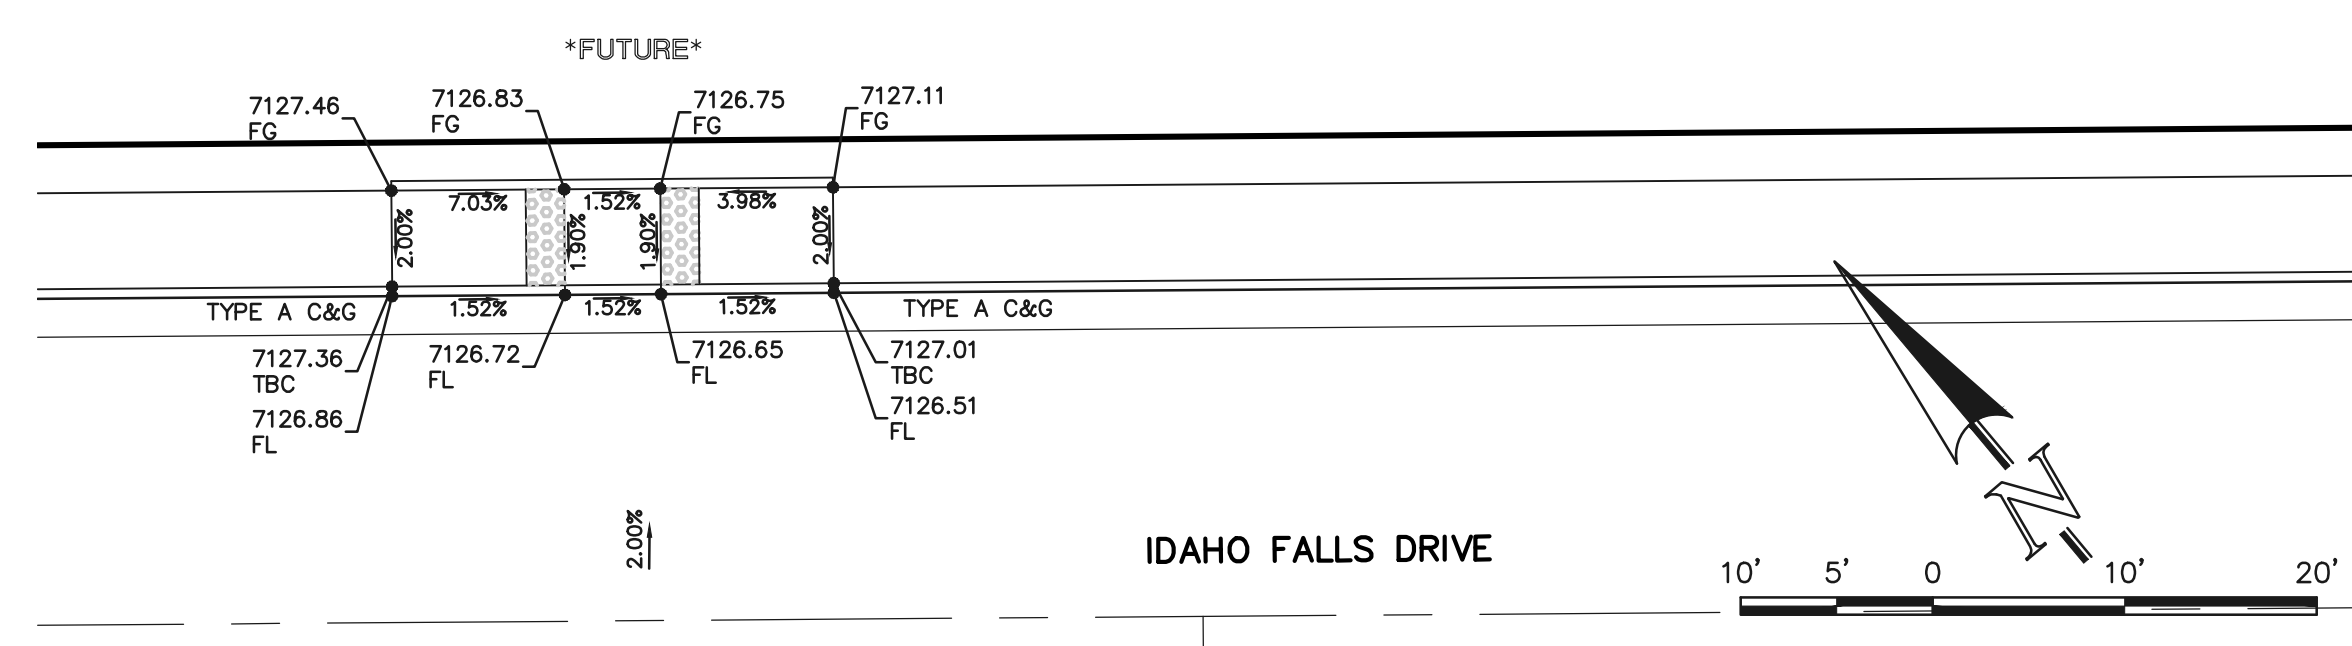 *FUTURE*
7127.46
FG
7126.83
FG
7126.75
FG
7127.11
FG
7.03%
1.52%
3.98%
2.00%
1.90%
1.90%
2.00%
TYPE A C&G
1.52%
1.52%
1.52%
TYPE A C&G
7127.36
TBC
7126.86
FL
7126.72
FL
7126.65
FL
7127.01
TBC
7126.51
FL
2.00%
IDAHO FALLS DRIVE
N
10' 5' 0 10' 20'